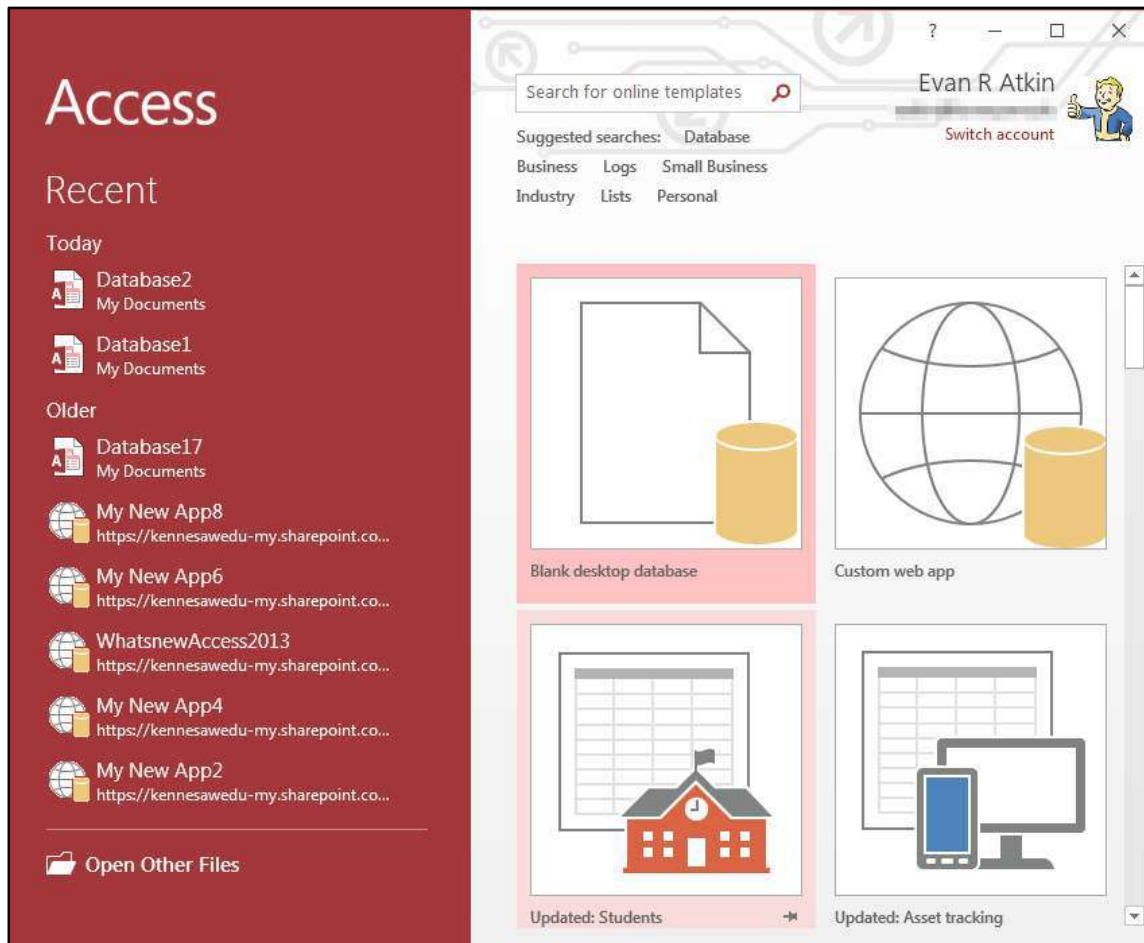 Access
Recent
Today
Database2
My Documents
Database1
My Documents
Older
Database17
My Documents
My New App8
https://kennesawedu-my.sharepoint.co...
My New App6
https://kennesawedu-my.sharepoint.co...
WhatsnewAccess2013
https://kennesawedu-my.sharepoint.co...
My New App4
https://kennesawedu-my.sharepoint.co...
My New App2
https://kennesawedu-my.sharepoint.co...
Open Other Files
?
Search for online templates
Evan R Atkin
Switch account
Suggested searches: Database
Business Logs Small Business
Industry Lists Personal
Blank desktop database
Custom web app
Updated: Students
Updated: Asset tracking